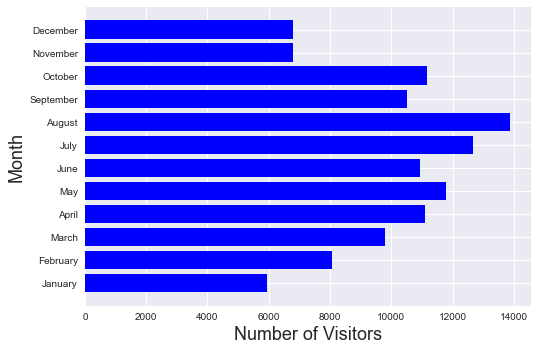 December
November
October
September
August
July
June
May
April
March
February
January
Month
0 2000 4000 6000 8000 10000 12000 14000
Number of Visitors